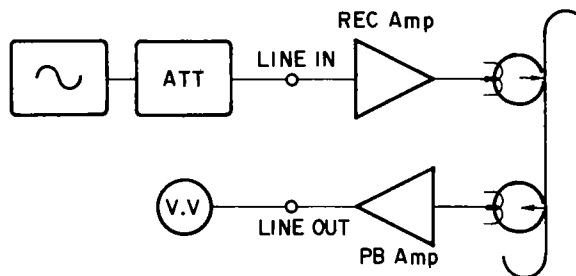 REC Amp
LINE IN
ATT
V.V
LINE OUT
PB Amp